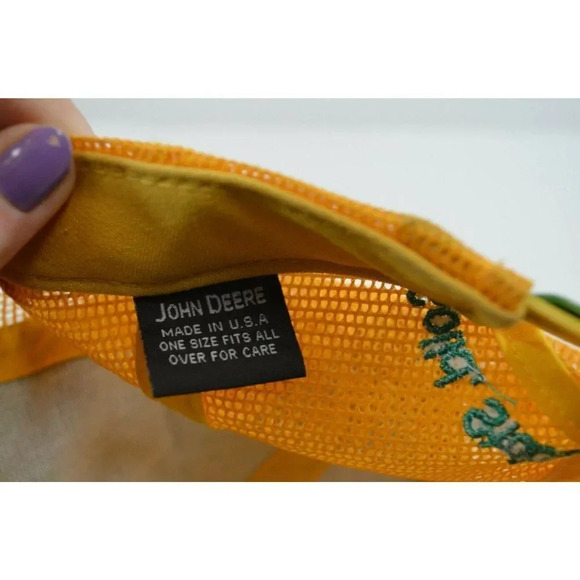 JOHN DEERE
MADE IN U.S.A
ONE SIZE FITS ALL
OVER FOR CARE